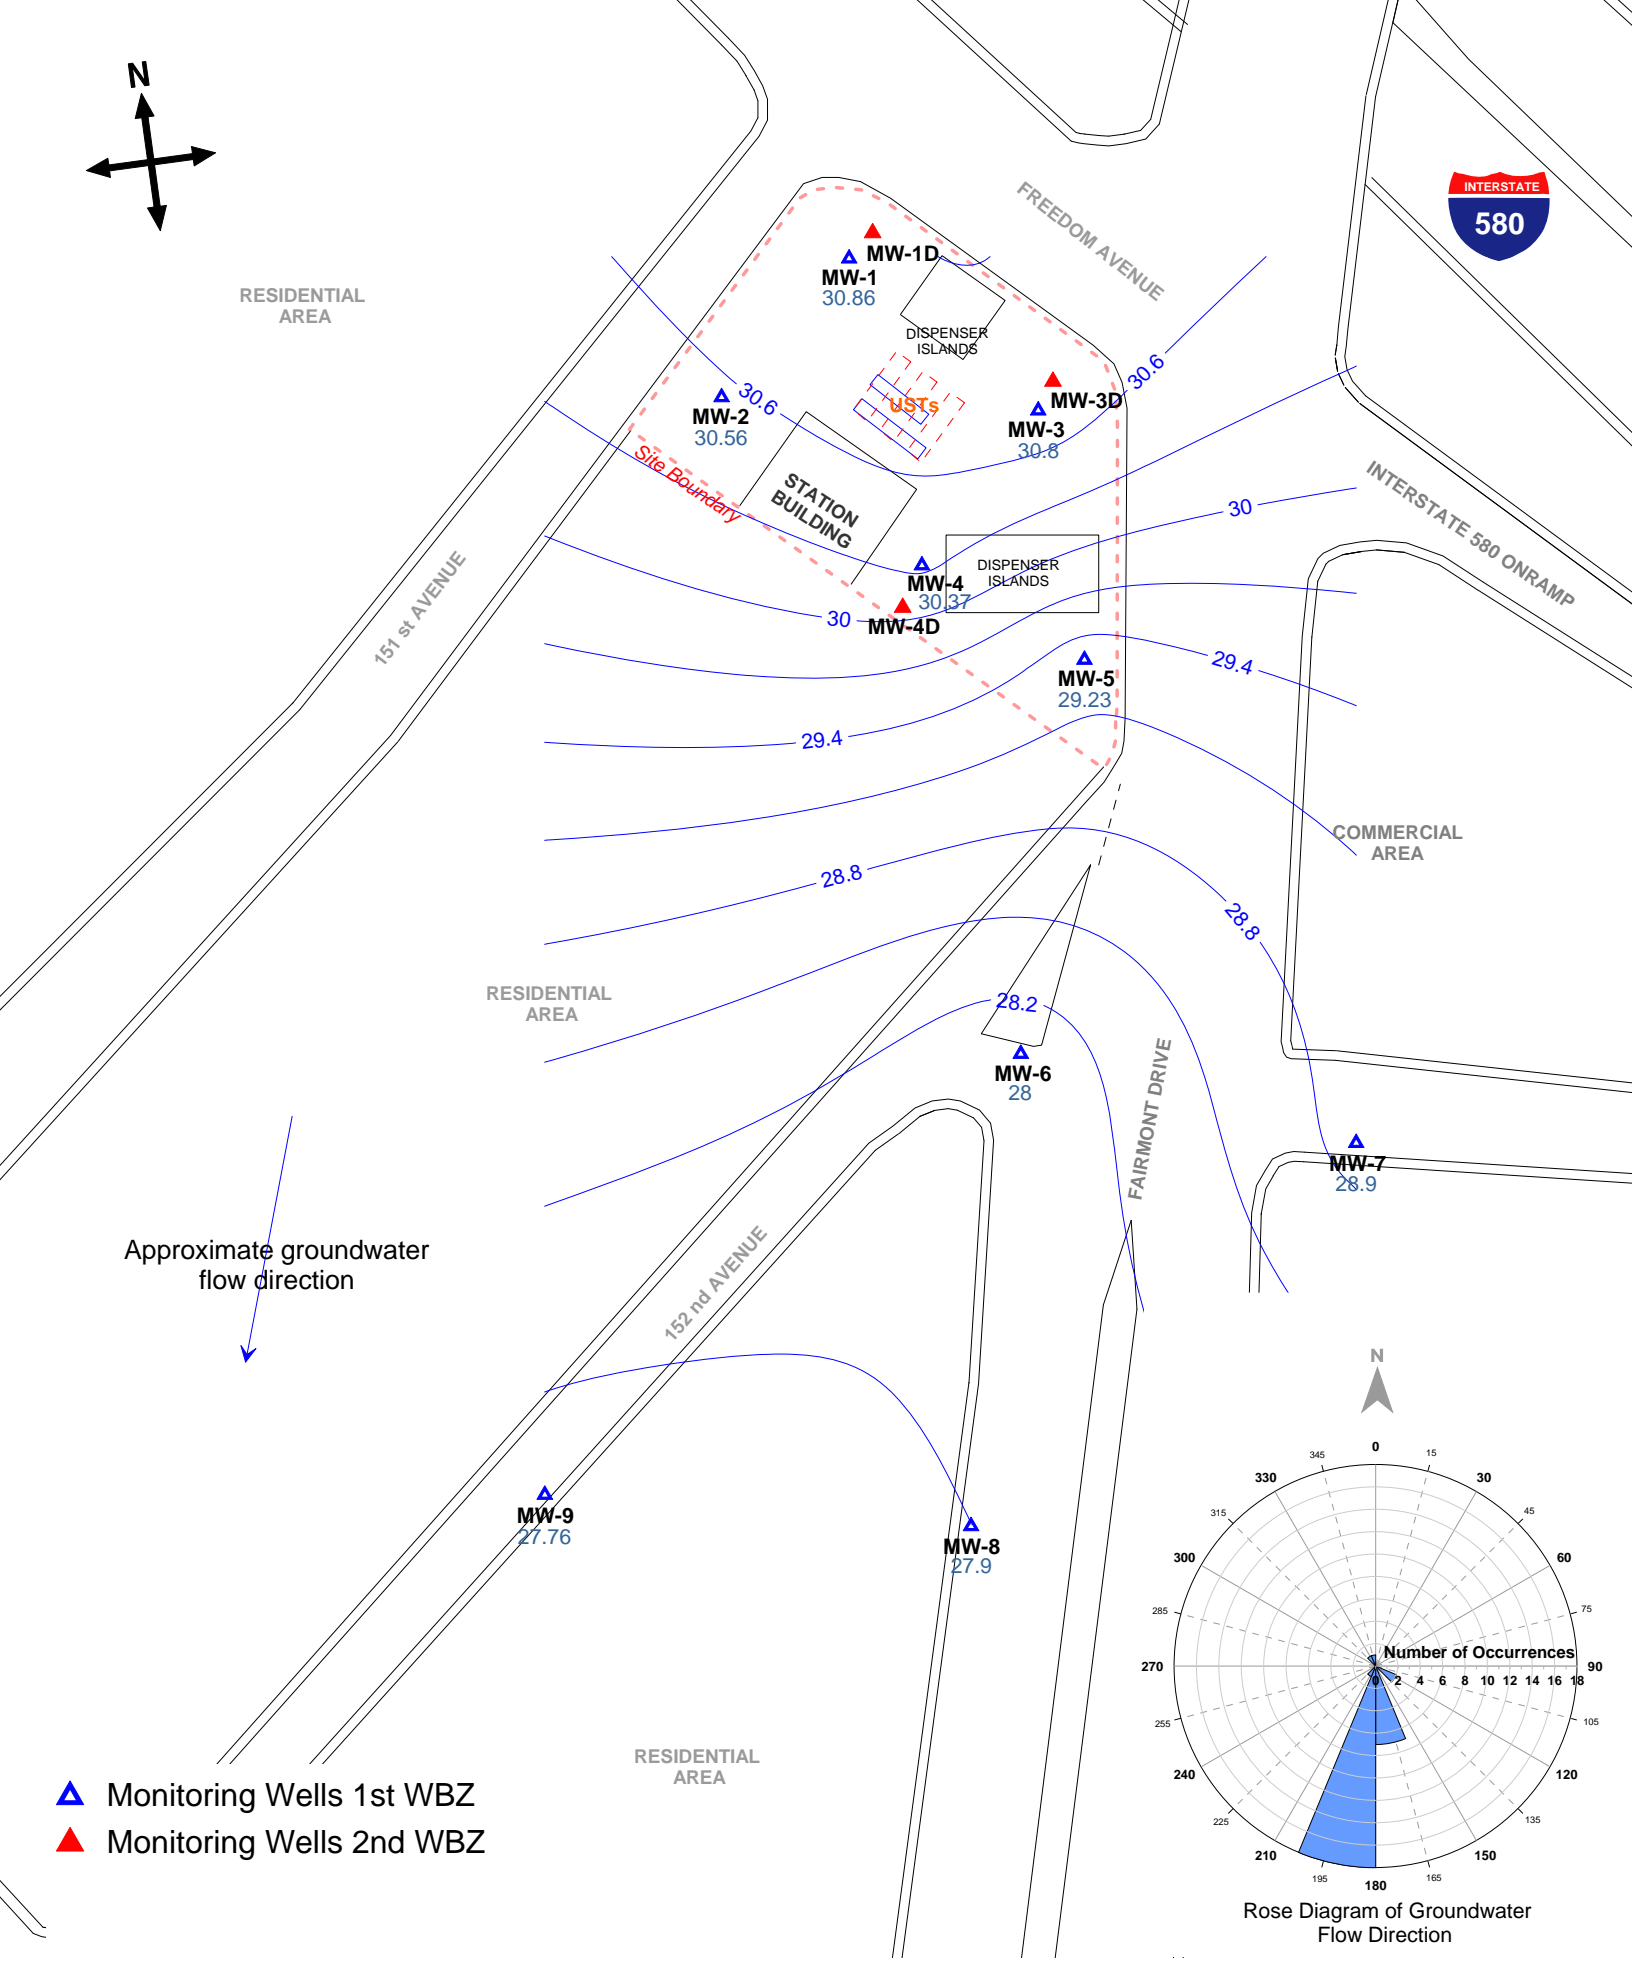 N
INTERSTATE
580
FREEDOM AVENUE
RESIDENTIAL
AREA
MW-1D
MW-1
30.86
DISPENSER
ISLANDS
30.6
30.6
MW-3D
MW-3
30.8
USTs
MW-2
30.56
Site Boundary
STATION
BUILDING
INTERSTATE 580 ONRAMP
30
DISPENSER
ISLANDS
MW-4
30.37
MW-4D
30
151 st AVENUE
29.4
MW-5
29.23
29.4
COMMERCIAL
AREA
28.8
28.8
RESIDENTIAL
AREA
28.2
MW-6
28
FAIRMONT DRIVE
MW-7
28.9
Approximate groundwater
flow direction
152 nd AVENUE
MW-9
27.76
MW-8
27.9
RESIDENTIAL
AREA
Monitoring Wells 1st WBZ
Monitoring Wells 2nd WBZ
N
0
15
30
45
60
75
90
105
120
135
150
165
180
195
210
225
240
255
270
285
300
315
330
345
Number of Occurrences
0 2 4 6 8 10 12 14 16 18
Rose Diagram of Groundwater
Flow Direction